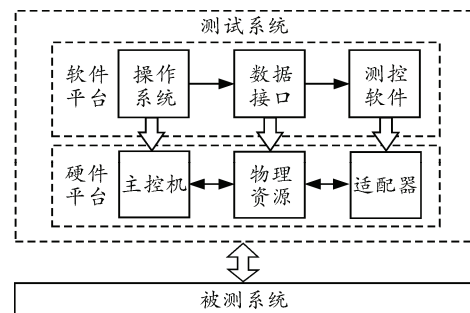 测试系统
软件
平台
操作
系统
数据
接口
测控
软件
硬件
平台
主控机
物理
资源
适配器
被测系统